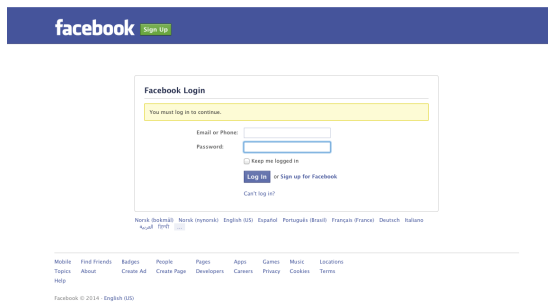 facebook Sign Up
Facebook Login
You must log in to continue.
Email or Phone:
Password:
Keep me logged in
Log In or Sign up for Facebook
Can't log in?
Norsk (bokmål) Norsk (nynorsk) English (US) Español Português (Brasil) Français (France) Deutsch Italiano
العربية हिन्दी ...
Mobile Find Friends Badges People Pages Apps Games Music Locations
Topics About Create Ad Create Page Developers Careers Privacy Cookies Terms
Help
Facebook © 2014 · English (US)